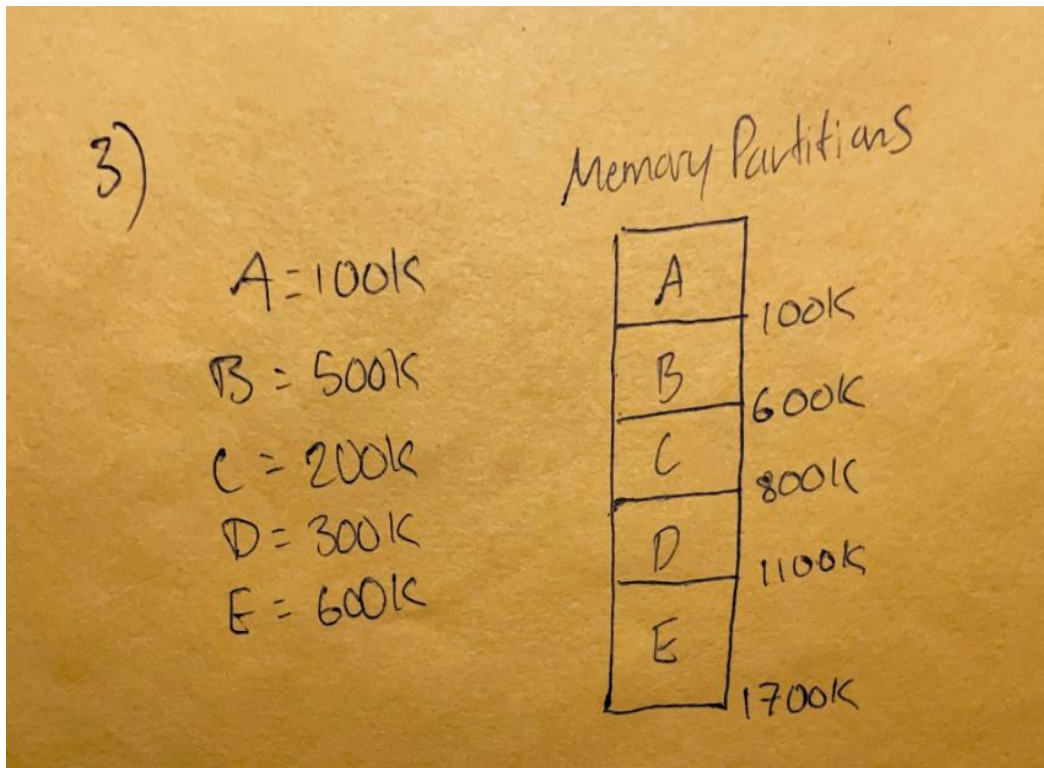 3)
Memory Partitions
A = 100K
B = 500K
C = 200K
D = 300K
E = 600K
A
100K
B
600K
C
800K
D
1100K
E
1700K